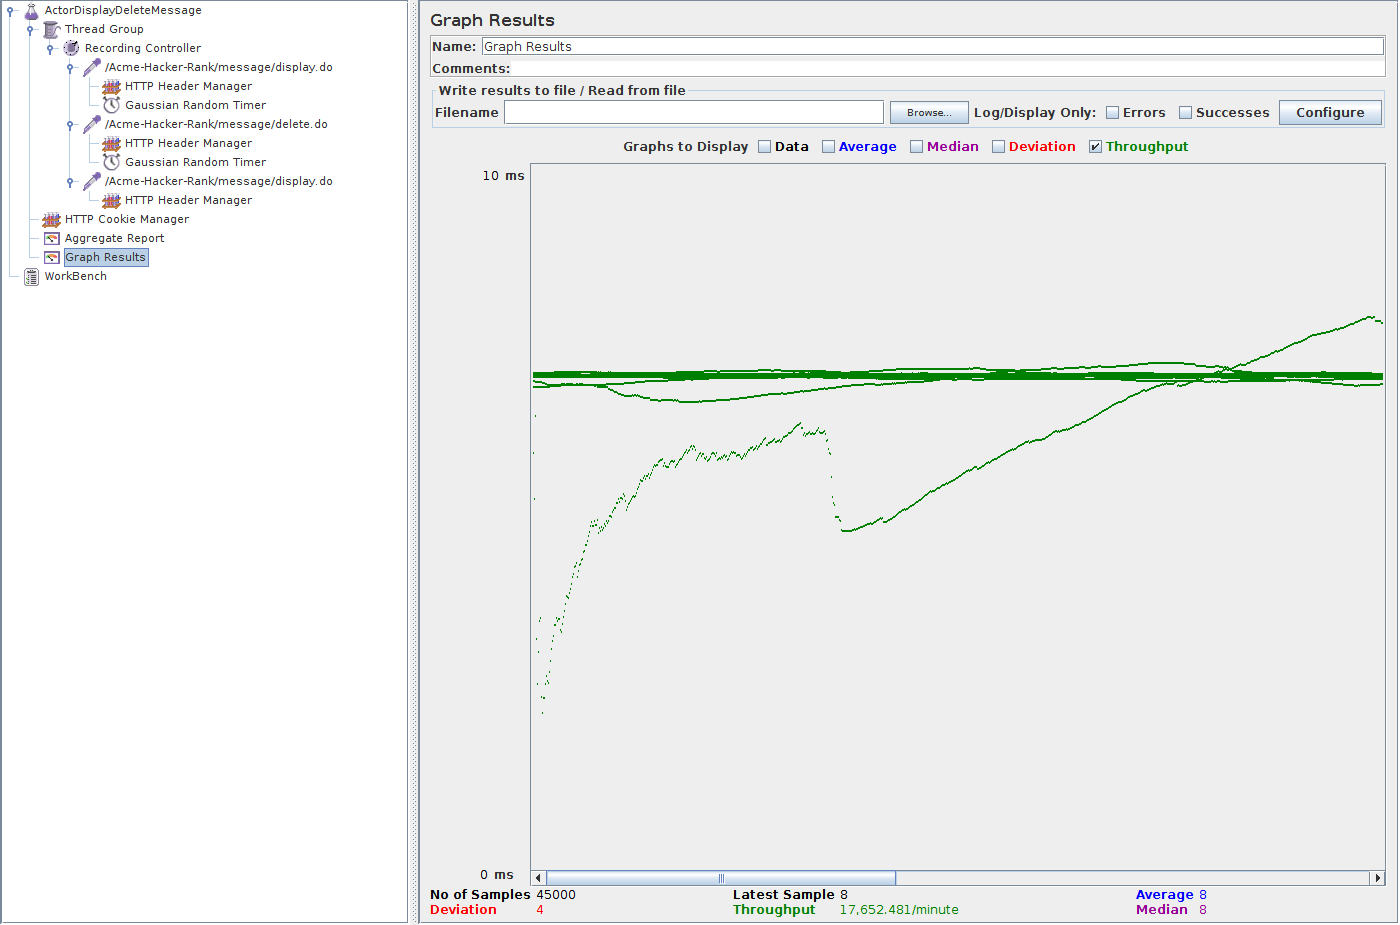 ActorDisplayDeleteMessage
Thread Group
Recording Controller
/Acme-Hacker-Rank/message/display.do
HTTP Header Manager
Gaussian Random Timer
/Acme-Hacker-Rank/message/delete.do
HTTP Header Manager
Gaussian Random Timer
/Acme-Hacker-Rank/message/display.do
HTTP Header Manager
HTTP Cookie Manager
Aggregate Report
Graph Results
WorkBench
Graph Results
Name: Graph Results
Comments:
Write results to file / Read from file
Filename Browse... Log/Display Only: Errors Successes Configure
Graphs to Display Data Average Median Deviation Throughput
10 ms
0 ms
No of Samples 45000 Latest Sample 8 Average 8
Deviation 4 Throughput 17,652.481/minute Median 8